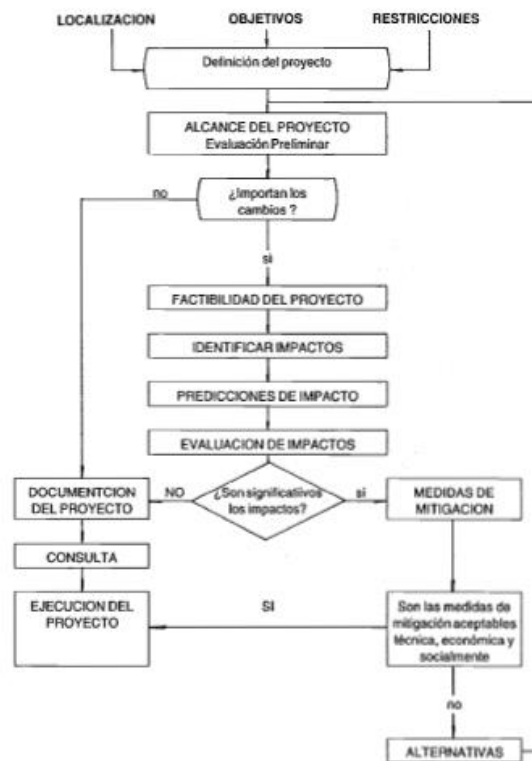 LOCALIZACION
OBJETIVOS
RESTRICCIONES
Definición del proyecto
ALCANCE DEL PROYECTO
Evaluación Preliminar
no
¿Importan los
cambios ?
si
FACTIBILIDAD DEL PROYECTO
IDENTIFICAR IMPACTOS
PREDICCIONES DE IMPACTO
EVALUACION DE IMPACTOS
DOCUMENTCION
DEL PROYECTO
NO
¿Son significativos
los impactos?
si
MEDIDAS DE
MITIGACION
CONSULTA
EJECUCION DEL
PROYECTO
SI
Son las medidas de
mitigación aceptables
técnica, económica y
socialmente
no
ALTERNATIVAS